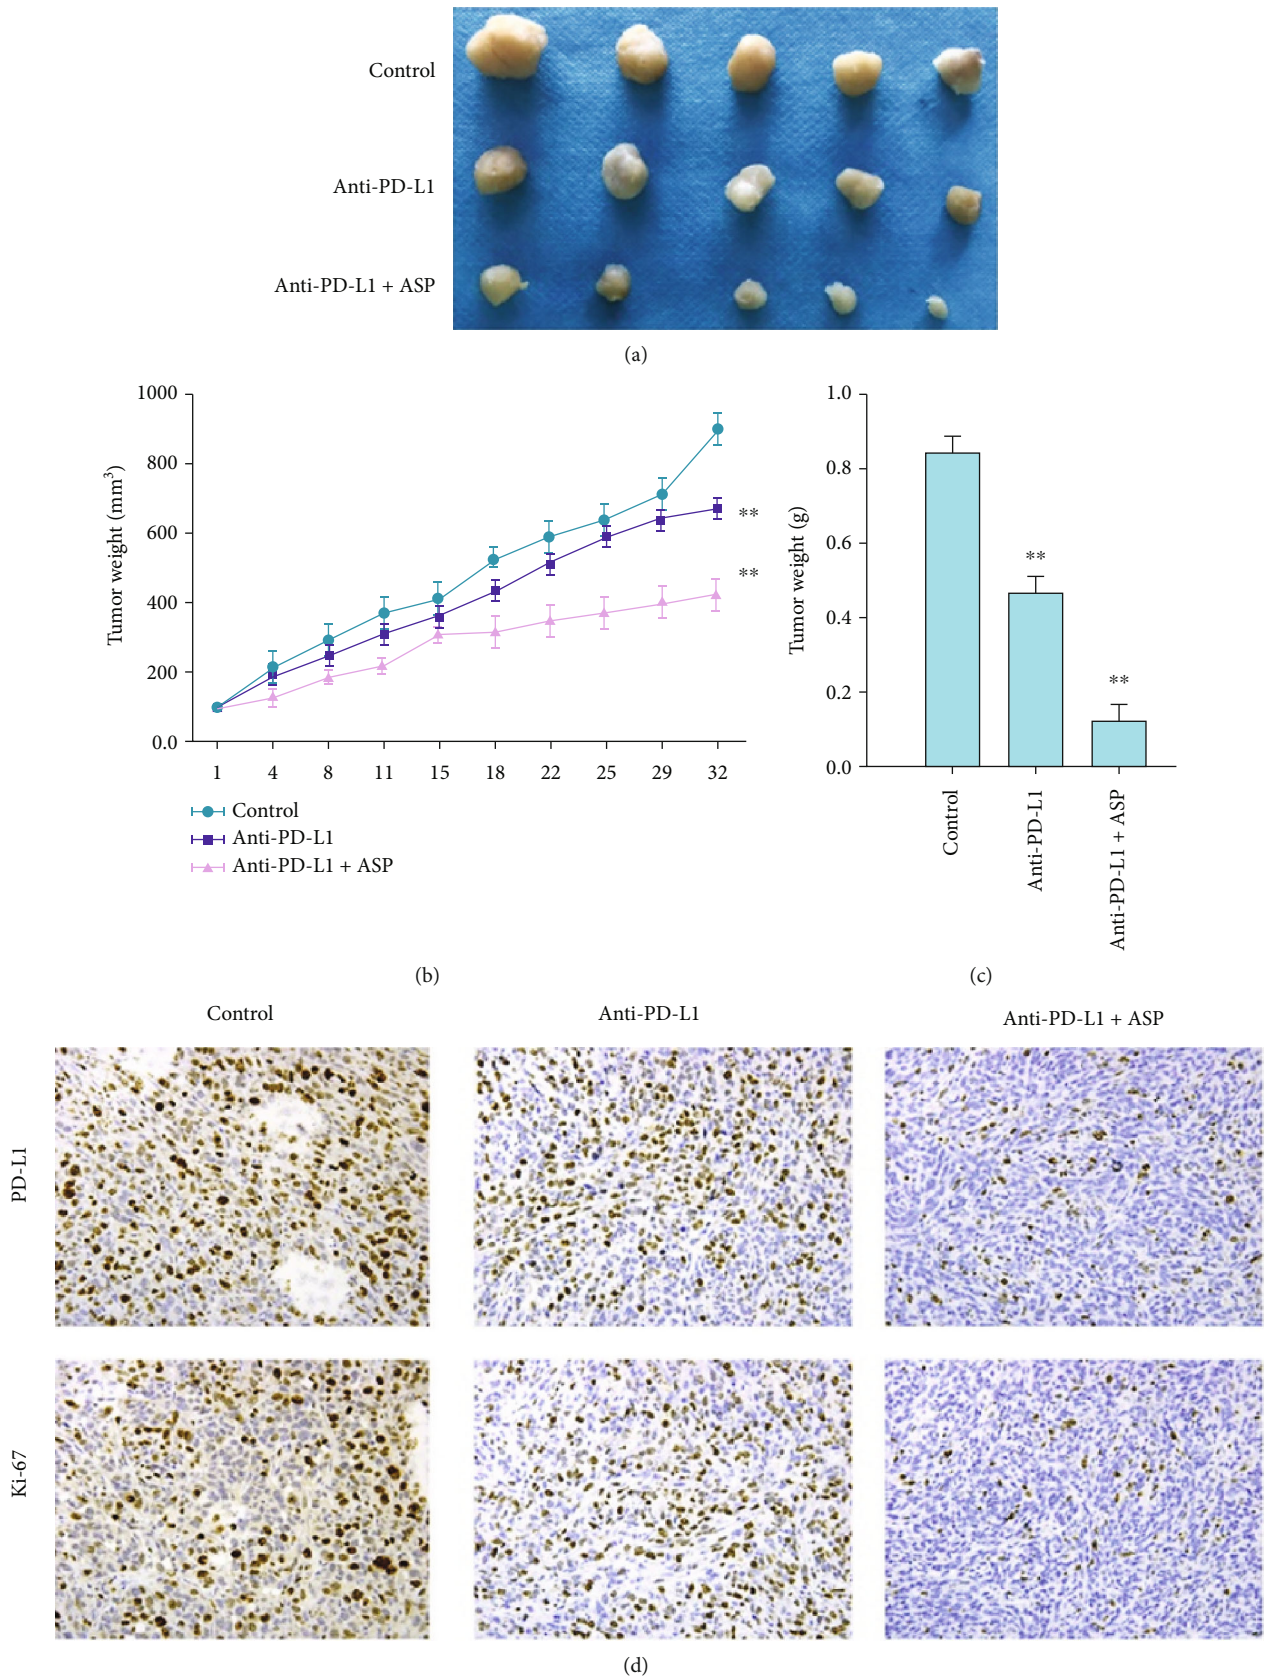 Control
Anti-PD-L1
Anti-PD-L1 + ASP
(a)
Tumor weight (mm³)
1000
800
600
400
200
0.0
1 4 8 11 15 18 22 25 29 32
**
**
Control
Anti-PD-L1
Anti-PD-L1 + ASP
(b)
Tumor weight (g)
1.0
0.8
0.6
0.4
0.2
0.0
**
**
Control
Anti-PD-L1
Anti-PD-L1 + ASP
(c)
Control Anti-PD-L1 Anti-PD-L1 + ASP
PD-L1
Ki-67
(d)